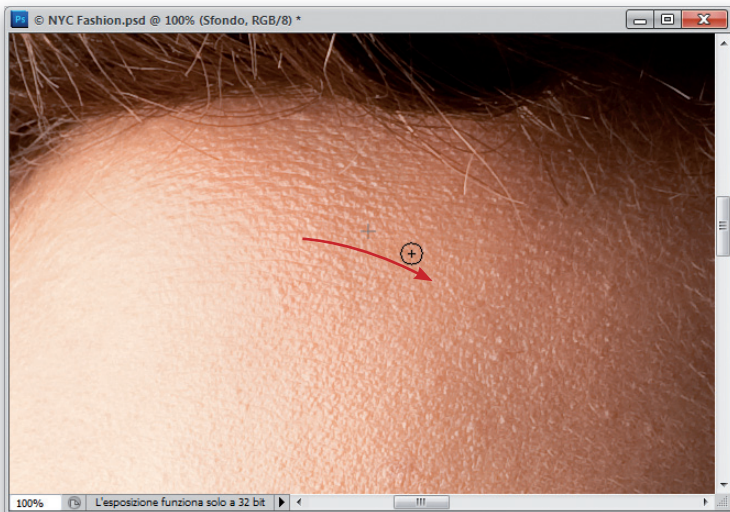 Ps © NYC Fashion.psd @ 100% (Sfondo, RGB/8) *
100% L'esposizione funziona solo a 32 bit